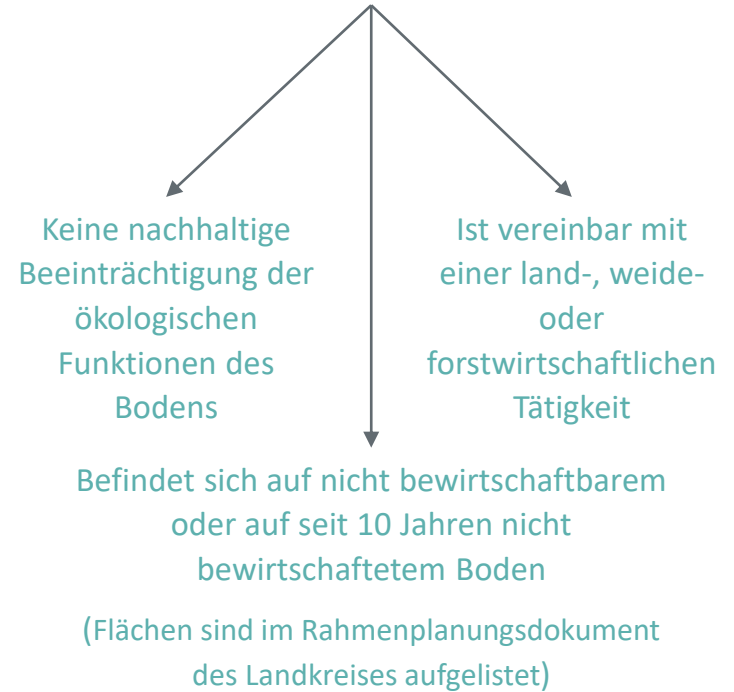 Keine nachhaltige
Beeinträchtigung der
ökologischen
Funktionen des
Bodens
Ist vereinbar mit
einer land-, weide-
oder
forstwirtschaftlichen
Tätigkeit
Befindet sich auf nicht bewirtschaftbarem
oder auf seit 10 Jahren nicht
bewirtschaftetem Boden
(Flächen sind im Rahmenplanungsdokument
des Landkreises aufgelistet)